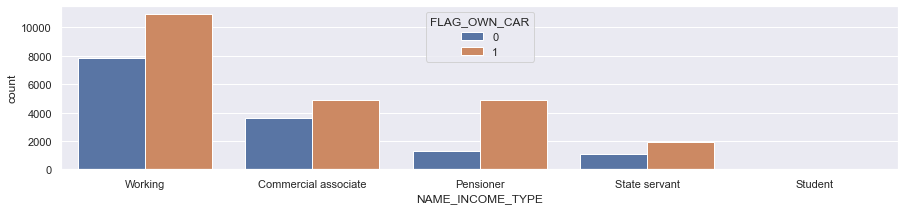 FLAG_OWN_CAR
0
1
10000
8000
6000
4000
2000
0
count
Working Commercial associate Pensioner State servant Student
NAME_INCOME_TYPE